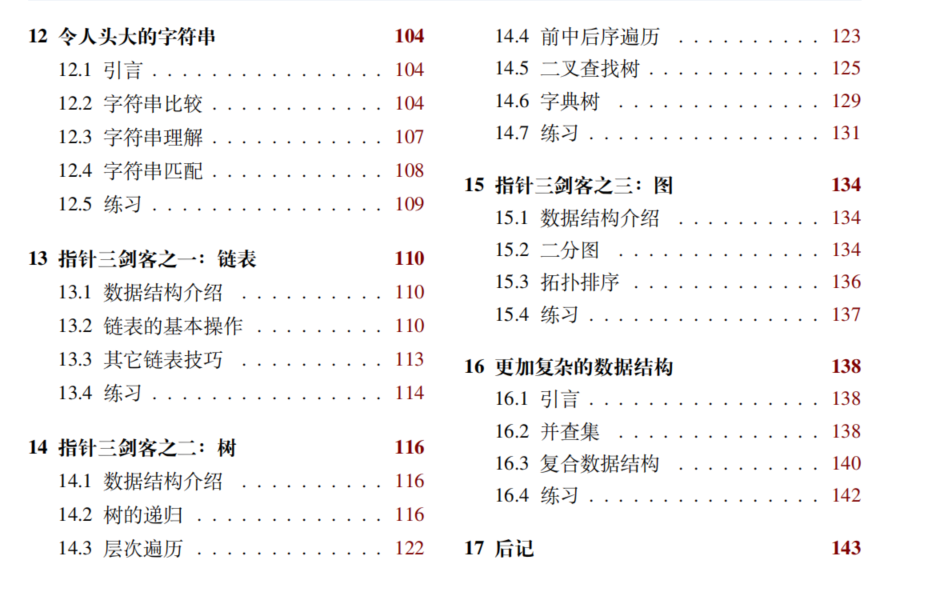 12 令人头大的字符串 104
12.1 引言 . . . . . . . . . . . . . . . . 104
12.2 字符串比较 . . . . . . . . . . . . 104
12.3 字符串理解 . . . . . . . . . . . . 107
12.4 字符串匹配 . . . . . . . . . . . . 108
12.5 练习 . . . . . . . . . . . . . . . . 109
13 指针三剑客之一：链表 110
13.1 数据结构介绍 . . . . . . . . . . 110
13.2 链表的基本操作 . . . . . . . . . 110
13.3 其它链表技巧 . . . . . . . . . . 113
13.4 练习 . . . . . . . . . . . . . . . . 114
14 指针三剑客之二：树 116
14.1 数据结构介绍 . . . . . . . . . . 116
14.2 树的递归 . . . . . . . . . . . . . 116
14.3 层次遍历 . . . . . . . . . . . . . 122
14.4 前中后序遍历 . . . . . . . . . . 123
14.5 二叉查找树 . . . . . . . . . . . . 125
14.6 字典树 . . . . . . . . . . . . . . 129
14.7 练习 . . . . . . . . . . . . . . . . 131
15 指针三剑客之三：图 134
15.1 数据结构介绍 . . . . . . . . . . 134
15.2 二分图 . . . . . . . . . . . . . . 134
15.3 拓扑排序 . . . . . . . . . . . . . 136
15.4 练习 . . . . . . . . . . . . . . . . 137
16 更加复杂的数据结构 138
16.1 引言 . . . . . . . . . . . . . . . . 138
16.2 并查集 . . . . . . . . . . . . . . 138
16.3 复合数据结构 . . . . . . . . . . 140
16.4 练习 . . . . . . . . . . . . . . . . 142
17 后记 143